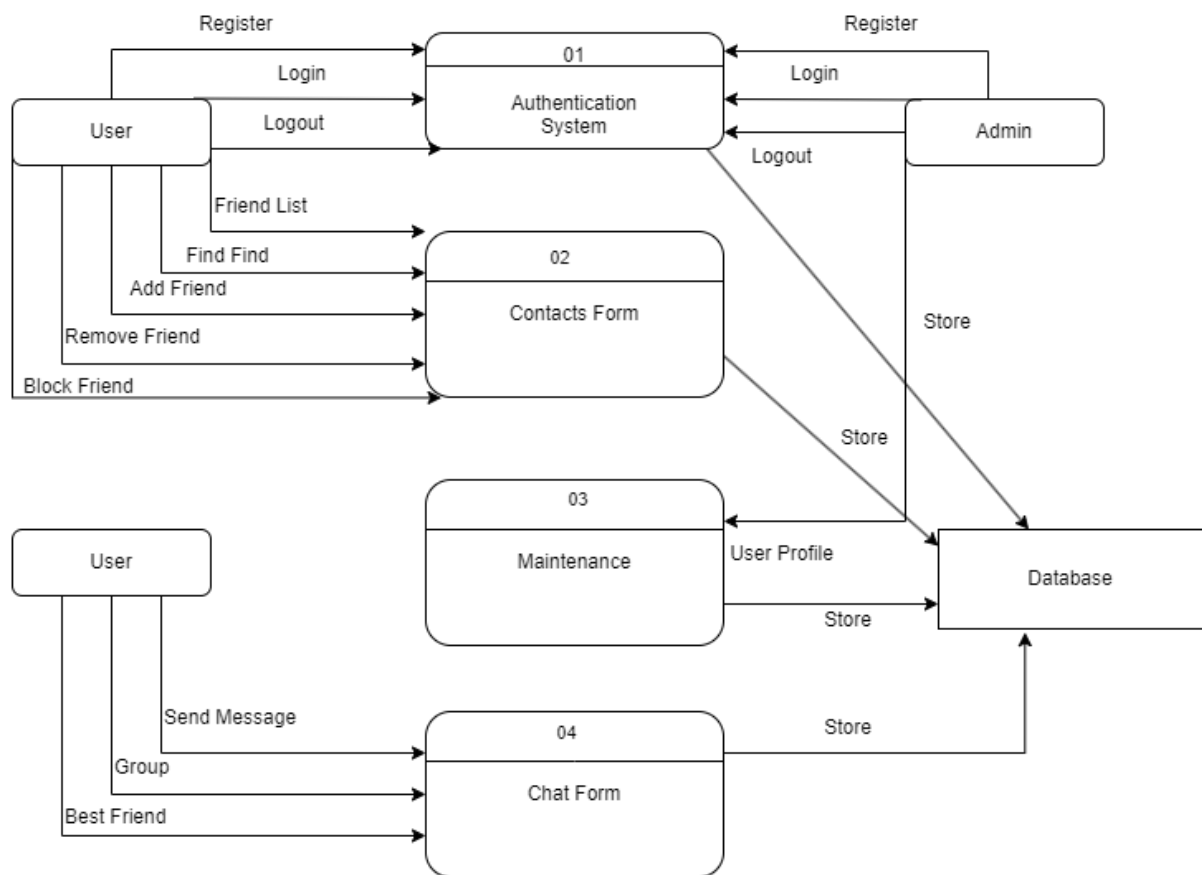 Register
Register
01
Login
Login
Authentication
System
User
Logout
Admin
Logout
Friend List
Find Find
02
Add Friend
Contacts Form
Store
Remove Friend
Block Friend
Store
03
User Profile
User
Maintenance
Database
Store
Send Message
04
Store
Group
Chat Form
Best Friend